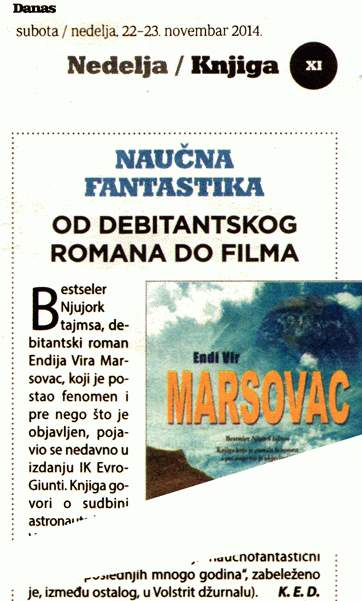 Danas
subota / nedelja, 22–23. novembar 2014.
Nedelja / Knjiga XI
NAUČNA
FANTASTIKA
OD DEBITANTSKOG
ROMANA DO FILMA
Bestseler
Njujork
tajmsa, de-
bitantski roman
Endija Vira Mar-
sovac, koji je po-
stao fenomen i
pre nego što je
objavljen, poja-
vio se nedavno u
izdanju IK Evro-
Giunti. Knjiga go-
vori o sudbini
Endi Vir
MARSOVAC
Bestseler Njujork tajmsa
naučnofantastični
poslednjih mnogo godina“, zabeleženo
je, između ostalog, u Volstrit džurnalu). K. E. D.